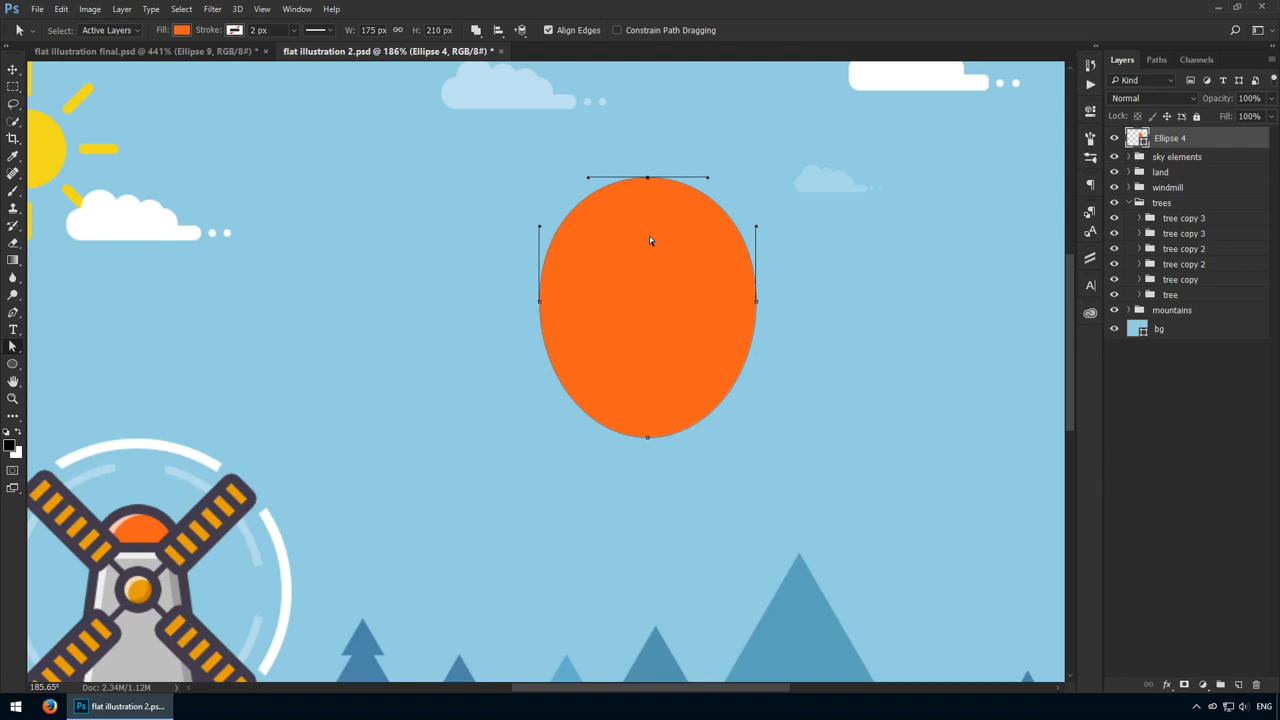 Ps File Edit Image Layer Type Select Filter 3D View Window Help
Select: Active Layers Fill: Stroke: 2 px W: 175 px H: 210 px Align Edges Constrain Path Dragging
flat illustration final.psd @ 441% (Ellipse 9, RGB/8#) * × flat illustration 2.psd @ 186% (Ellipse 4, RGB/8#) * ×
Layers Paths Channels
Kind
Normal Opacity: 100%
Lock: Fill: 100%
Ellipse 4
sky elements
land
windmill
trees
tree copy 3
tree copy 3
tree copy 2
tree copy 2
tree copy
tree
mountains
bg
185.65% Doc: 2.34M/1.12M
Ps flat illustration 2.ps... ENG